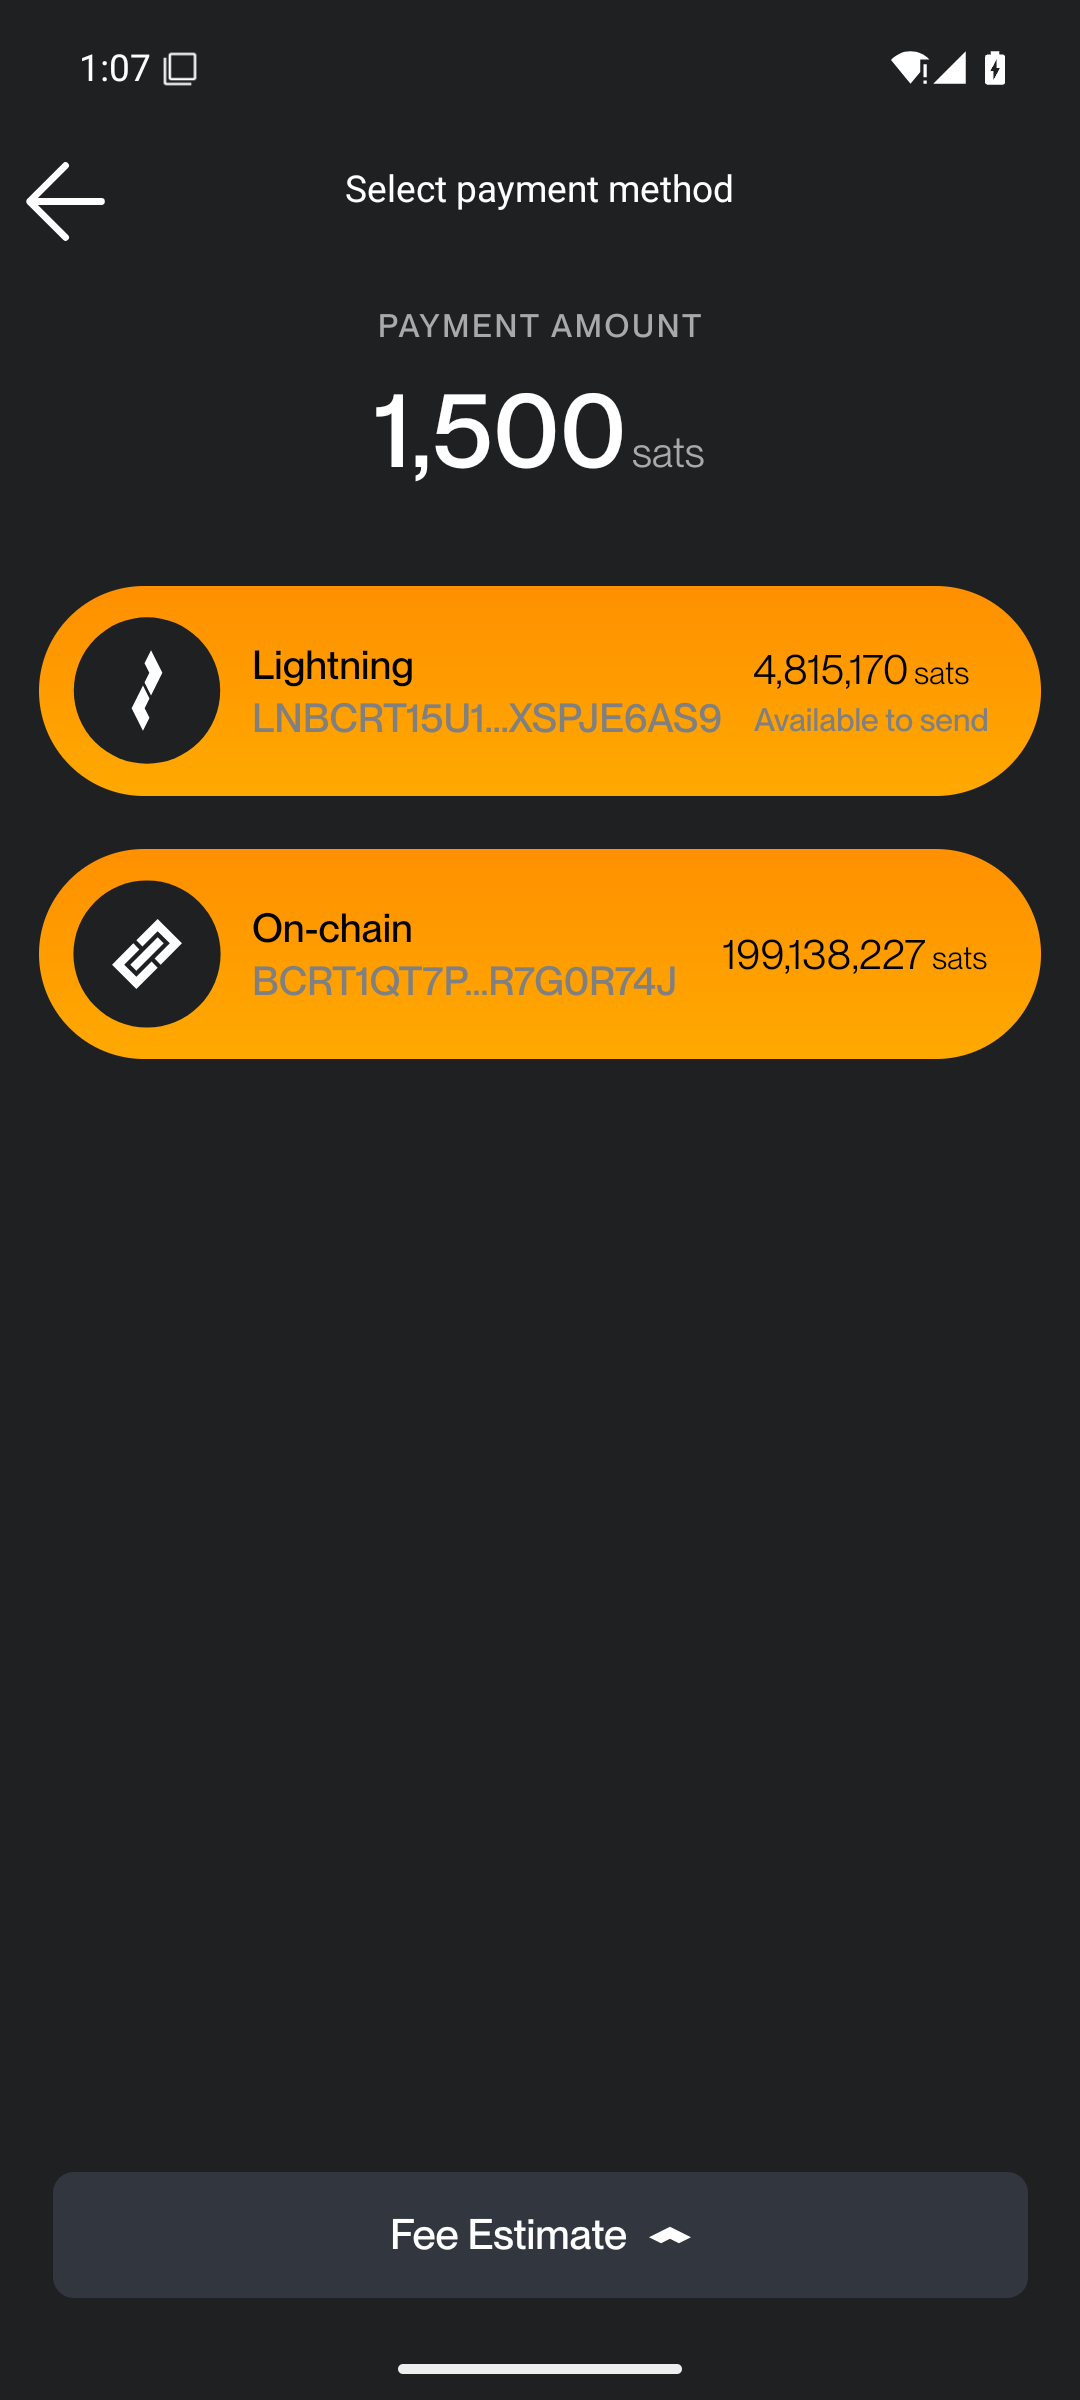 1:07
Select payment method
PAYMENT AMOUNT
1,500 sats
Lightning
LNBCRT15U1...XSPJE6AS9
4,815,170 sats
Available to send
On-chain
BCRT1QT7P...R7G0R74J
199,138,227 sats
Fee Estimate